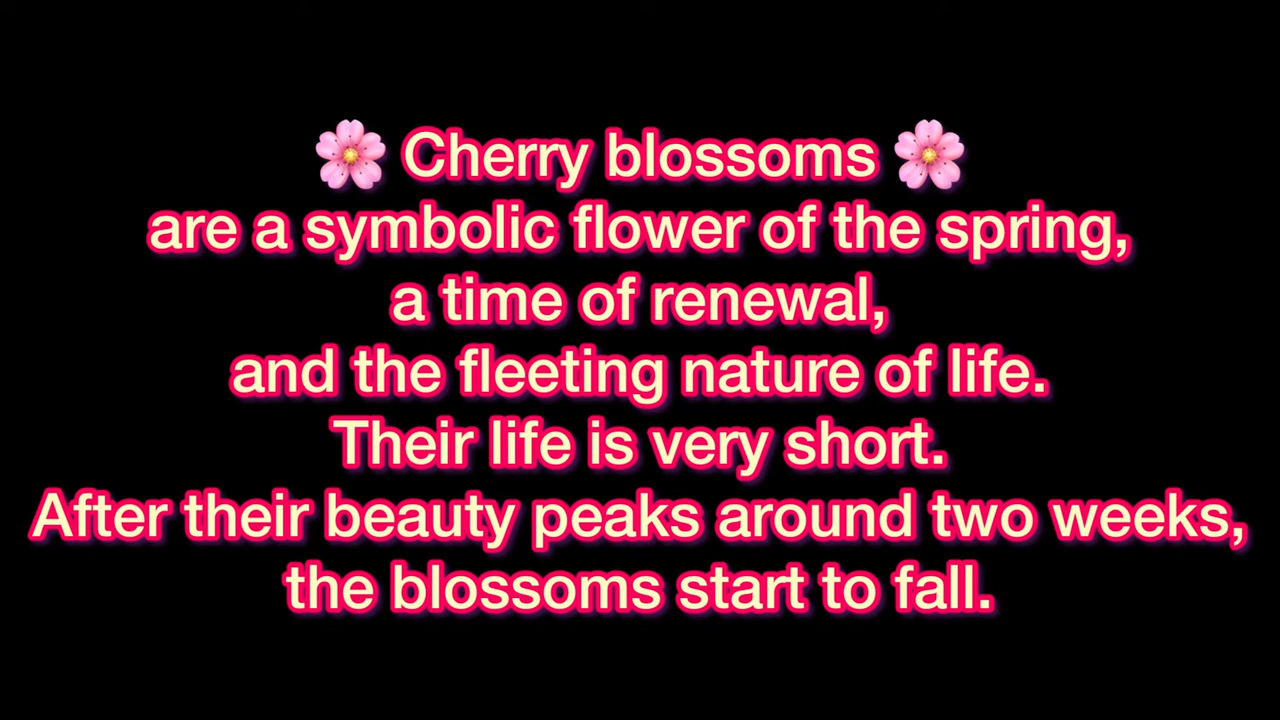 🌸 Cherry blossoms 🌸
are a symbolic flower of the spring,
a time of renewal,
and the fleeting nature of life.
Their life is very short.
After their beauty peaks around two weeks,
the blossoms start to fall.